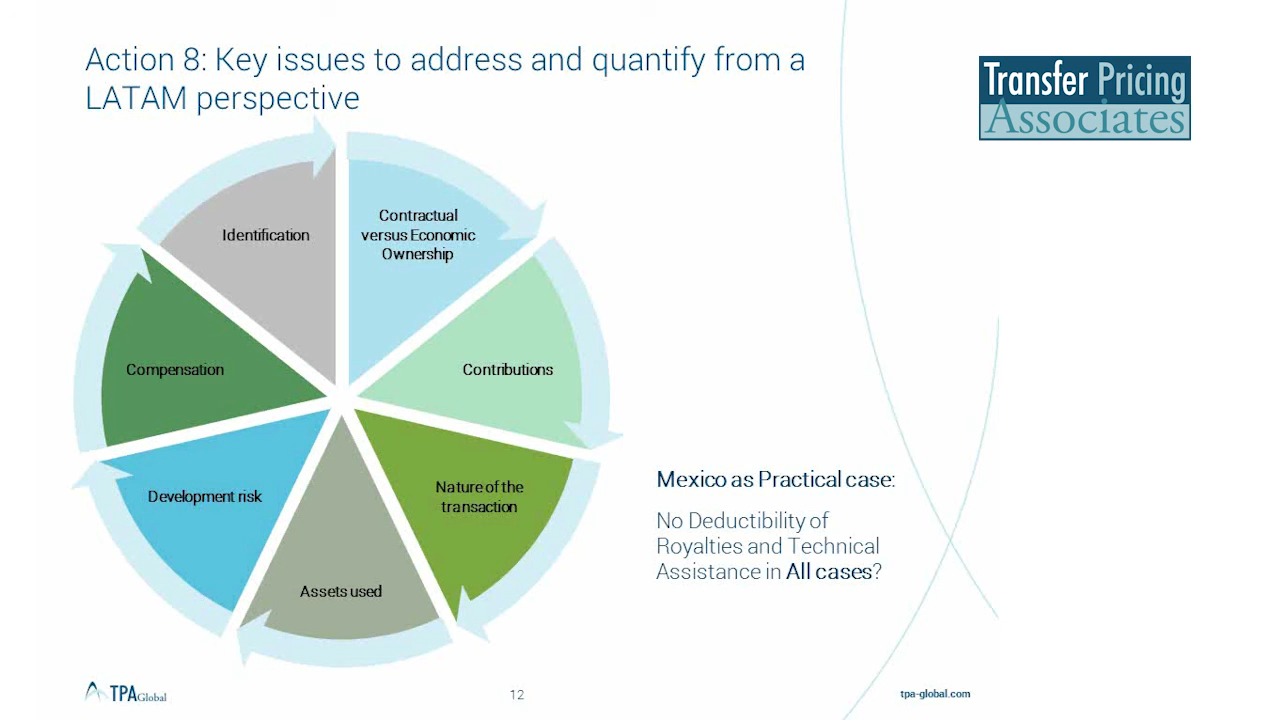 Action 8: Key issues to address and quantify from a
LATAM perspective
Transfer Pricing
Associates
Identification
Contractual
versus Economic
Ownership
Compensation
Contributions
Development risk
Nature of the
transaction
Assets used
Mexico as Practical case:
No Deductibility of
Royalties and Technical
Assistance in All cases?
TPA Global
12
tpa-global.com